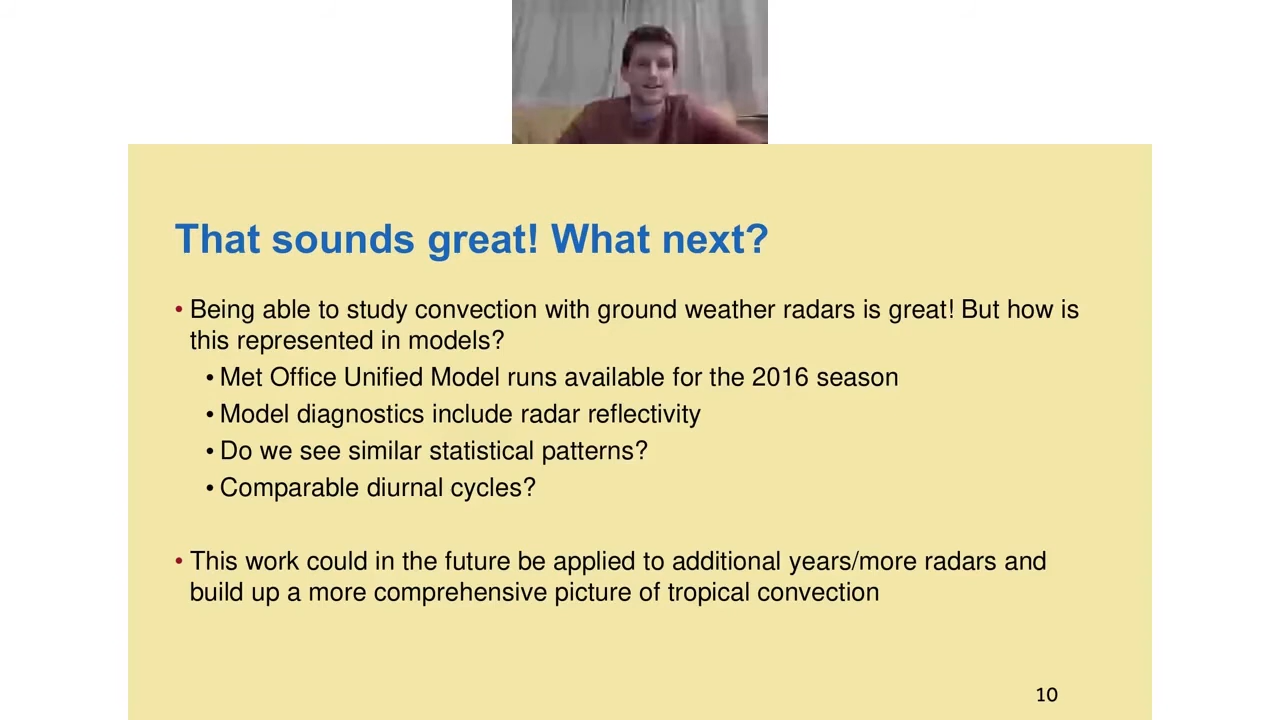 That sounds great! What next?
• Being able to study convection with ground weather radars is great! But how is
this represented in models?
• Met Office Unified Model runs available for the 2016 season
• Model diagnostics include radar reflectivity
• Do we see similar statistical patterns?
• Comparable diurnal cycles?
• This work could in the future be applied to additional years/more radars and
build up a more comprehensive picture of tropical convection
10